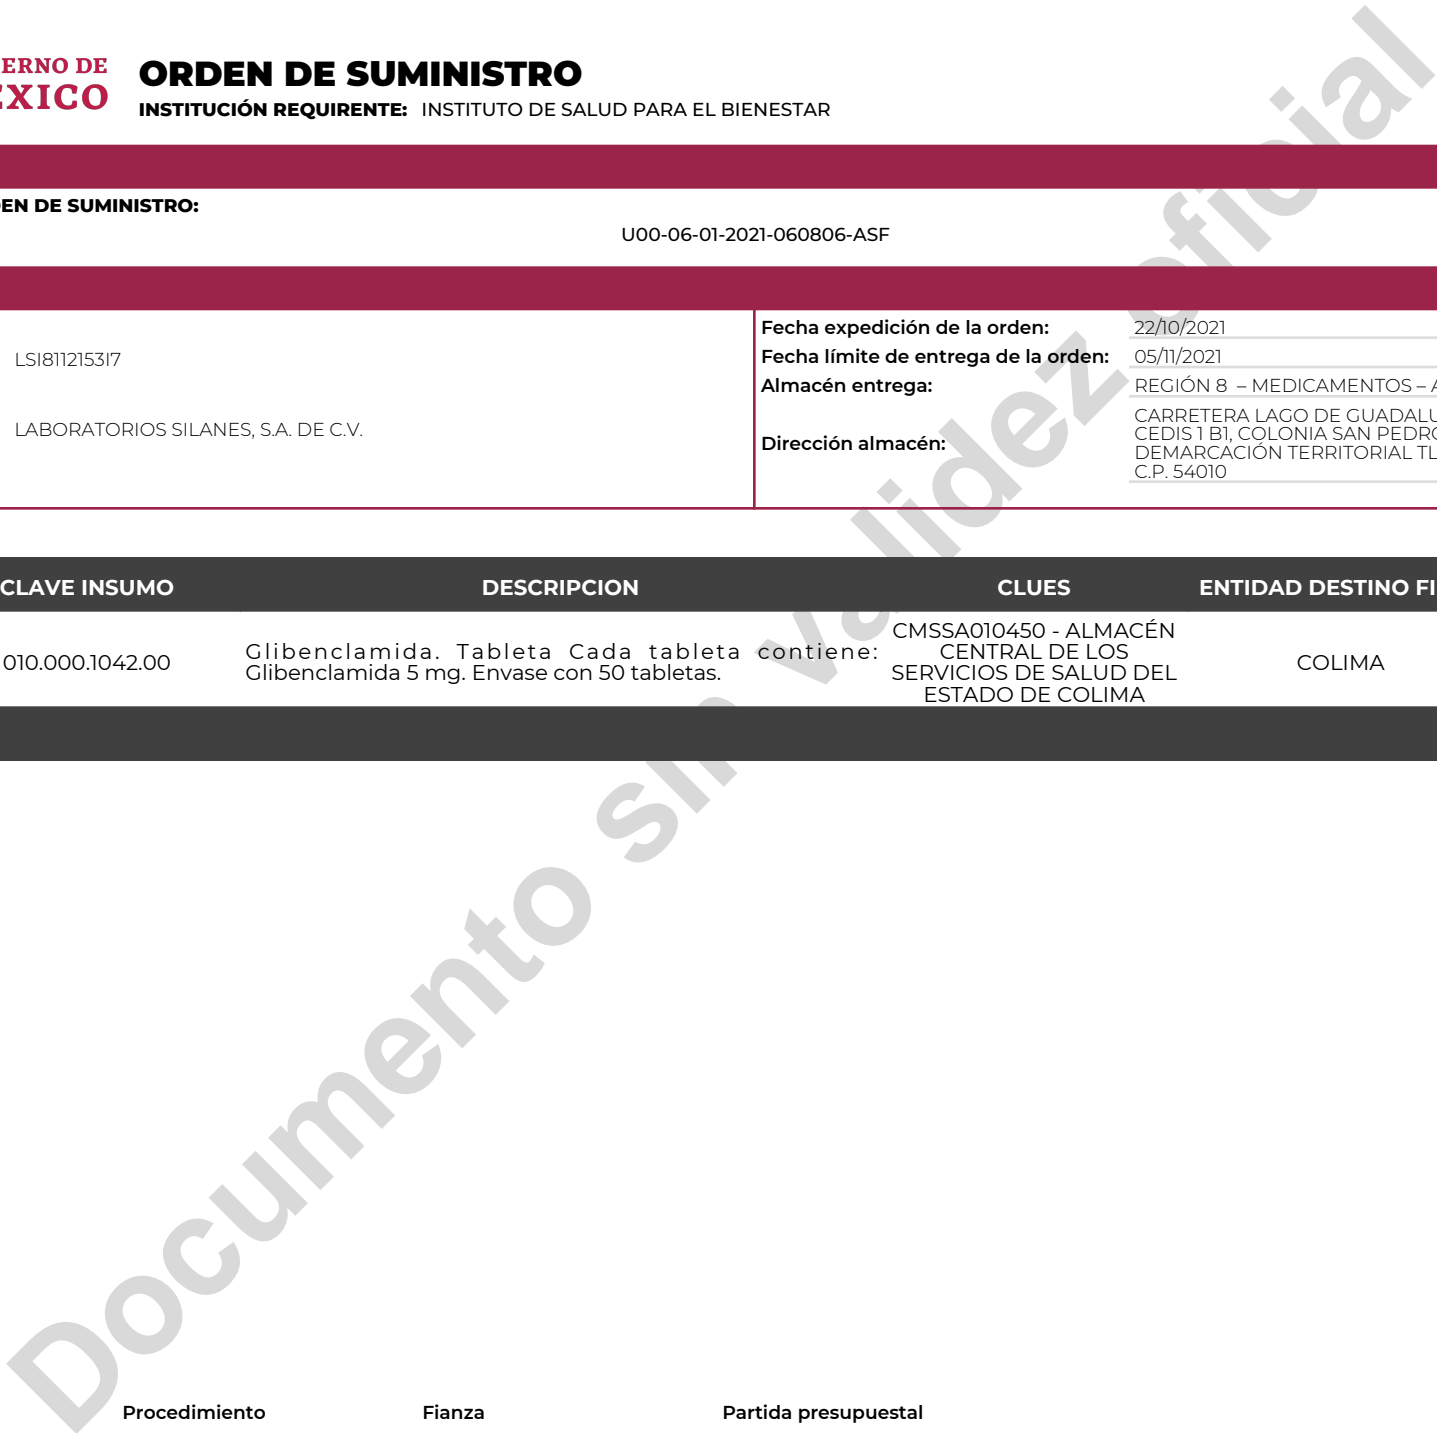 ERNO DE
EXICO
ORDEN DE SUMINISTRO
INSTITUCIÓN REQUIRENTE: INSTITUTO DE SALUD PARA EL BIENESTAR
EN DE SUMINISTRO:
U00-06-01-2021-060806-ASF
LSI8112153I7
LABORATORIOS SILANES, S.A. DE C.V.
Fecha expedición de la orden: 22/10/2021
Fecha límite de entrega de la orden: 05/11/2021
Almacén entrega: REGIÓN 8 – MEDICAMENTOS – A
Dirección almacén:
CARRETERA LAGO DE GUADALU
CEDIS 1 B1, COLONIA SAN PEDRO
DEMARCACIÓN TERRITORIAL TL
C.P. 54010
CLAVE INSUMO DESCRIPCION CLUES ENTIDAD DESTINO FI
010.000.1042.00
Glibenclamida. Tableta Cada tableta contiene:
Glibenclamida 5 mg. Envase con 50 tabletas.
CMSSA010450 - ALMACÉN
CENTRAL DE LOS
SERVICIOS DE SALUD DEL
ESTADO DE COLIMA
COLIMA
Documento sin validez oficial
Procedimiento Fianza Partida presupuestal